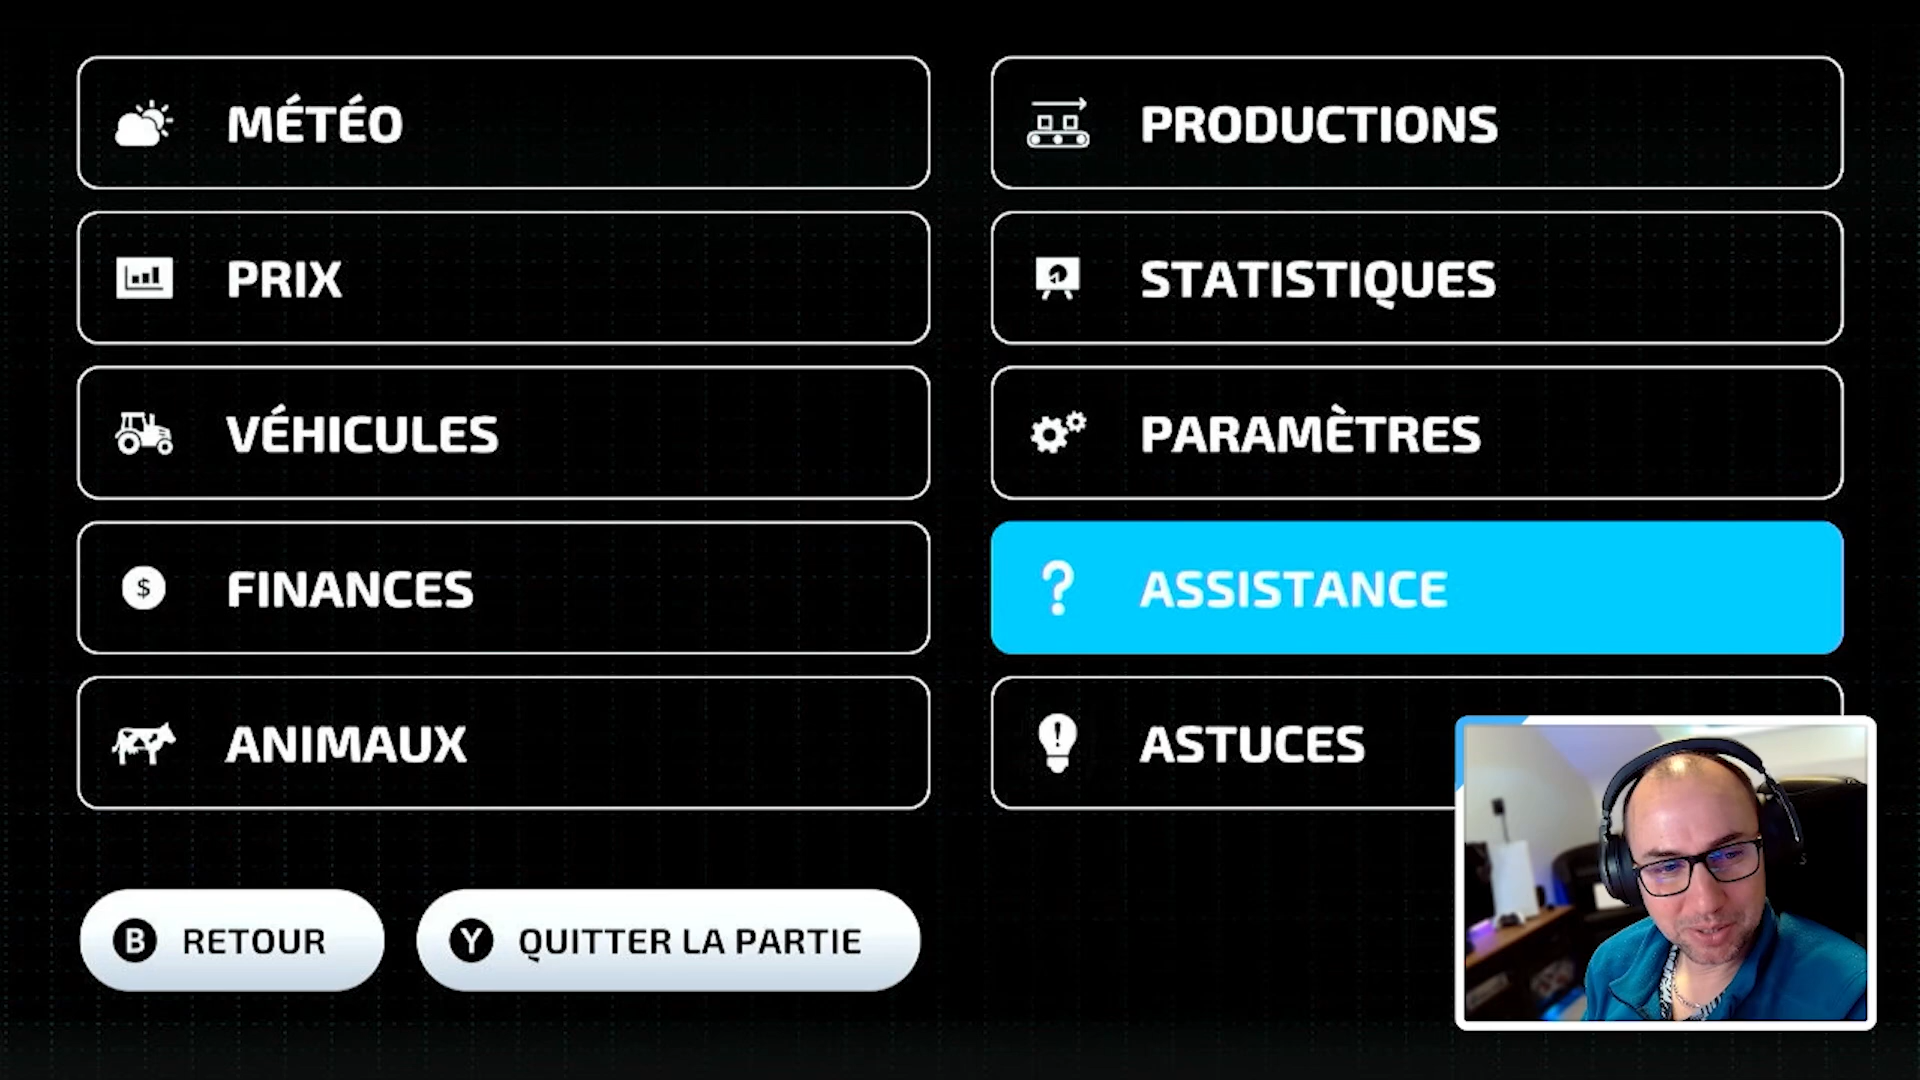 MÉTÉO
PRIX
VÉHICULES
FINANCES
ANIMAUX
PRODUCTIONS
STATISTIQUES
PARAMÈTRES
ASSISTANCE
ASTUCES
B RETOUR
Y QUITTER LA PARTIE